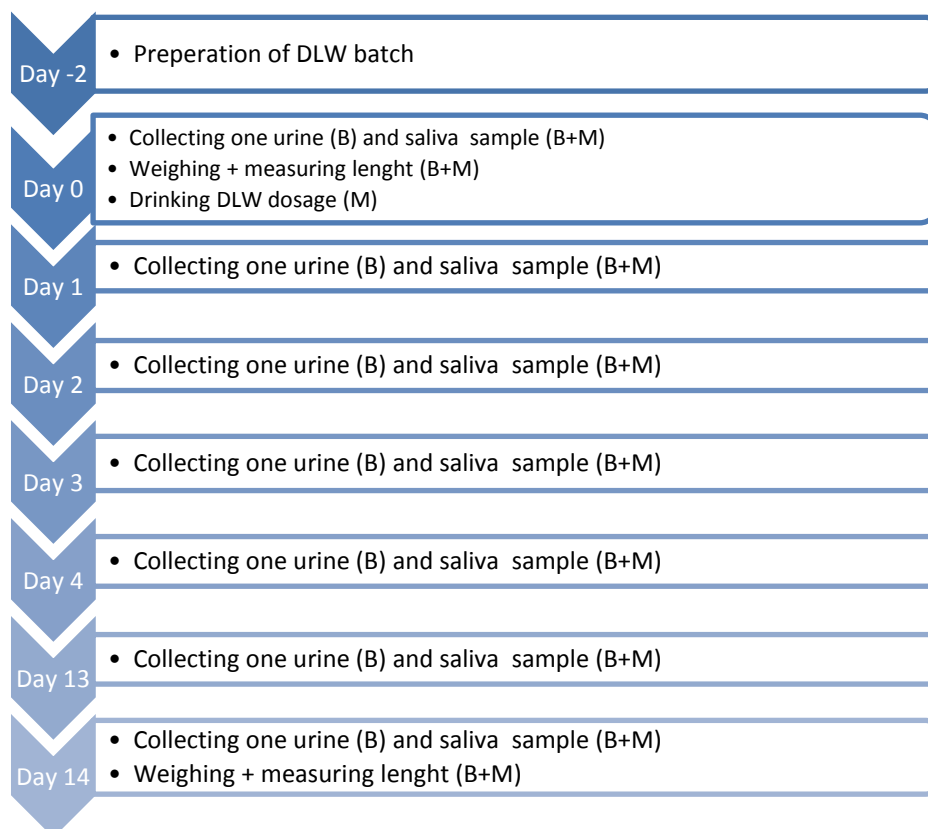 Day -2
• Preperation of DLW batch
Day 0
• Collecting one urine (B) and saliva sample (B+M)
• Weighing + measuring lenght (B+M)
• Drinking DLW dosage (M)
Day 1
• Collecting one urine (B) and saliva sample (B+M)
Day 2
• Collecting one urine (B) and saliva sample (B+M)
Day 3
• Collecting one urine (B) and saliva sample (B+M)
Day 4
• Collecting one urine (B) and saliva sample (B+M)
Day 13
• Collecting one urine (B) and saliva sample (B+M)
Day 14
• Collecting one urine (B) and saliva sample (B+M)
• Weighing + measuring lenght (B+M)